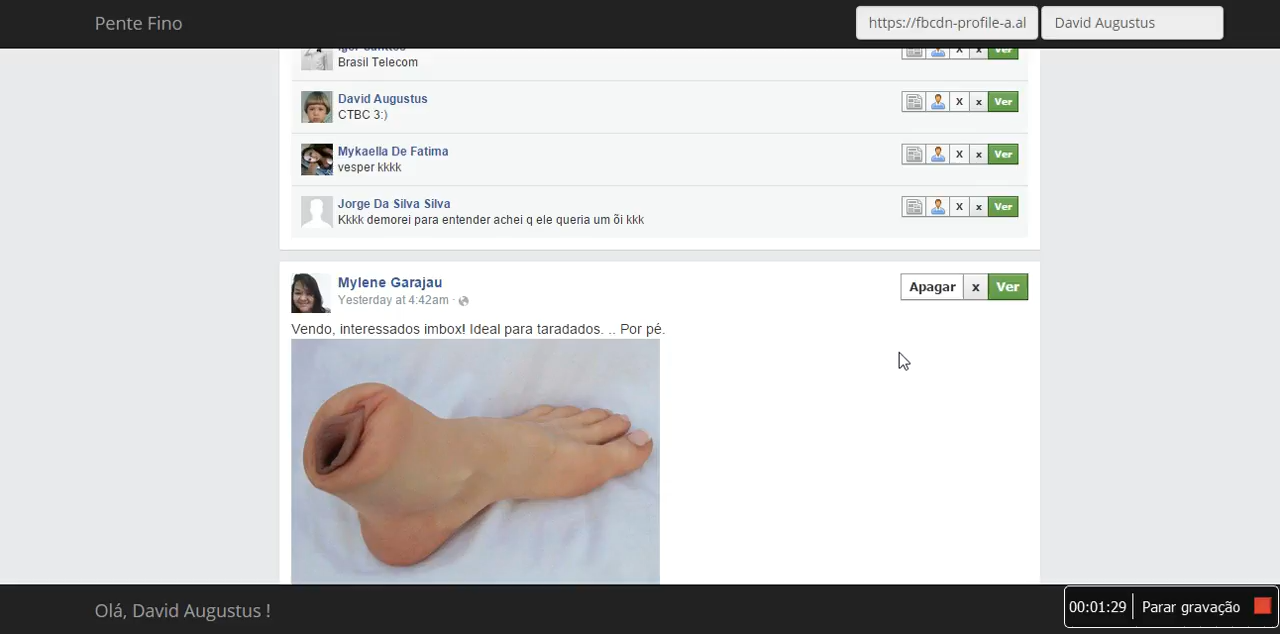 Pente Fino
https://fbcdn-profile-a.al
David Augustus
Brasil Telecom
x x Ver
David Augustus
CTBC 3:)
X x Ver
Mykaella De Fatima
vesper kkkk
X x Ver
Jorge Da Silva Silva
Kkkk demorei para entender achei q ele queria um õi kkk
X x Ver
Mylene Garajau
Yesterday at 4:42am ·
Apagar x Ver
Vendo, interessados imbox! Ideal para taradados. .. Por pé.
Olá, David Augustus !
00:01:29 Parar gravação